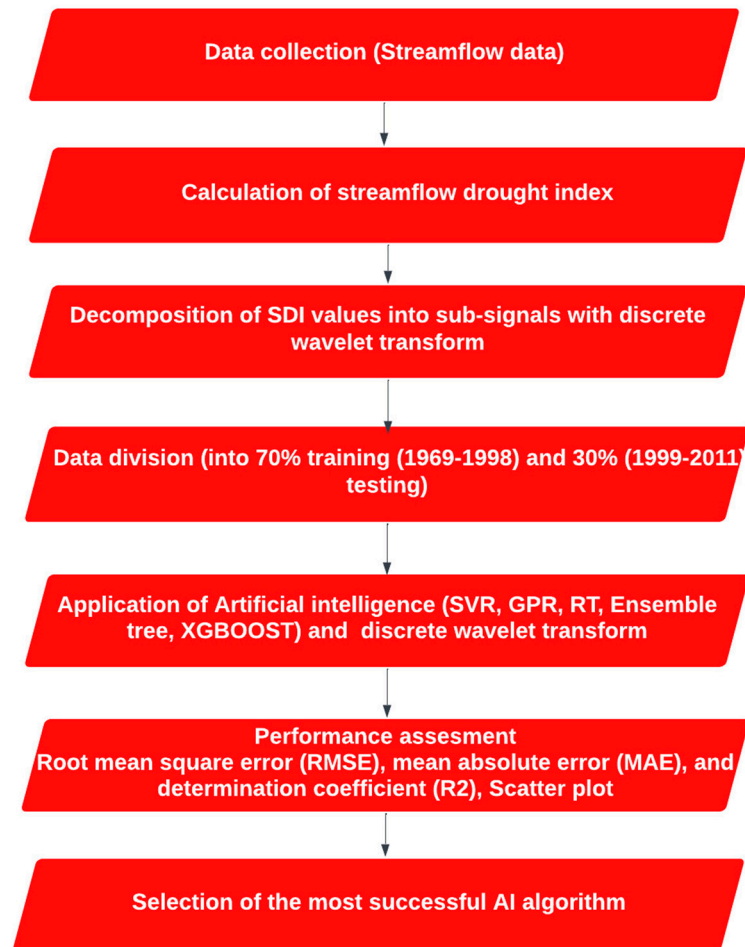 Data collection (Streamflow data)
Calculation of streamflow drought index
Decomposition of SDI values into sub-signals with discrete
wavelet transform
Data division (into 70% training (1969-1998) and 30% (1999-2011)
testing)
Application of Artificial intelligence (SVR, GPR, RT, Ensemble
tree, XGBOOST) and discrete wavelet transform
Performance assesment
Root mean square error (RMSE), mean absolute error (MAE), and
determination coefficient (R2), Scatter plot
Selection of the most successful AI algorithm